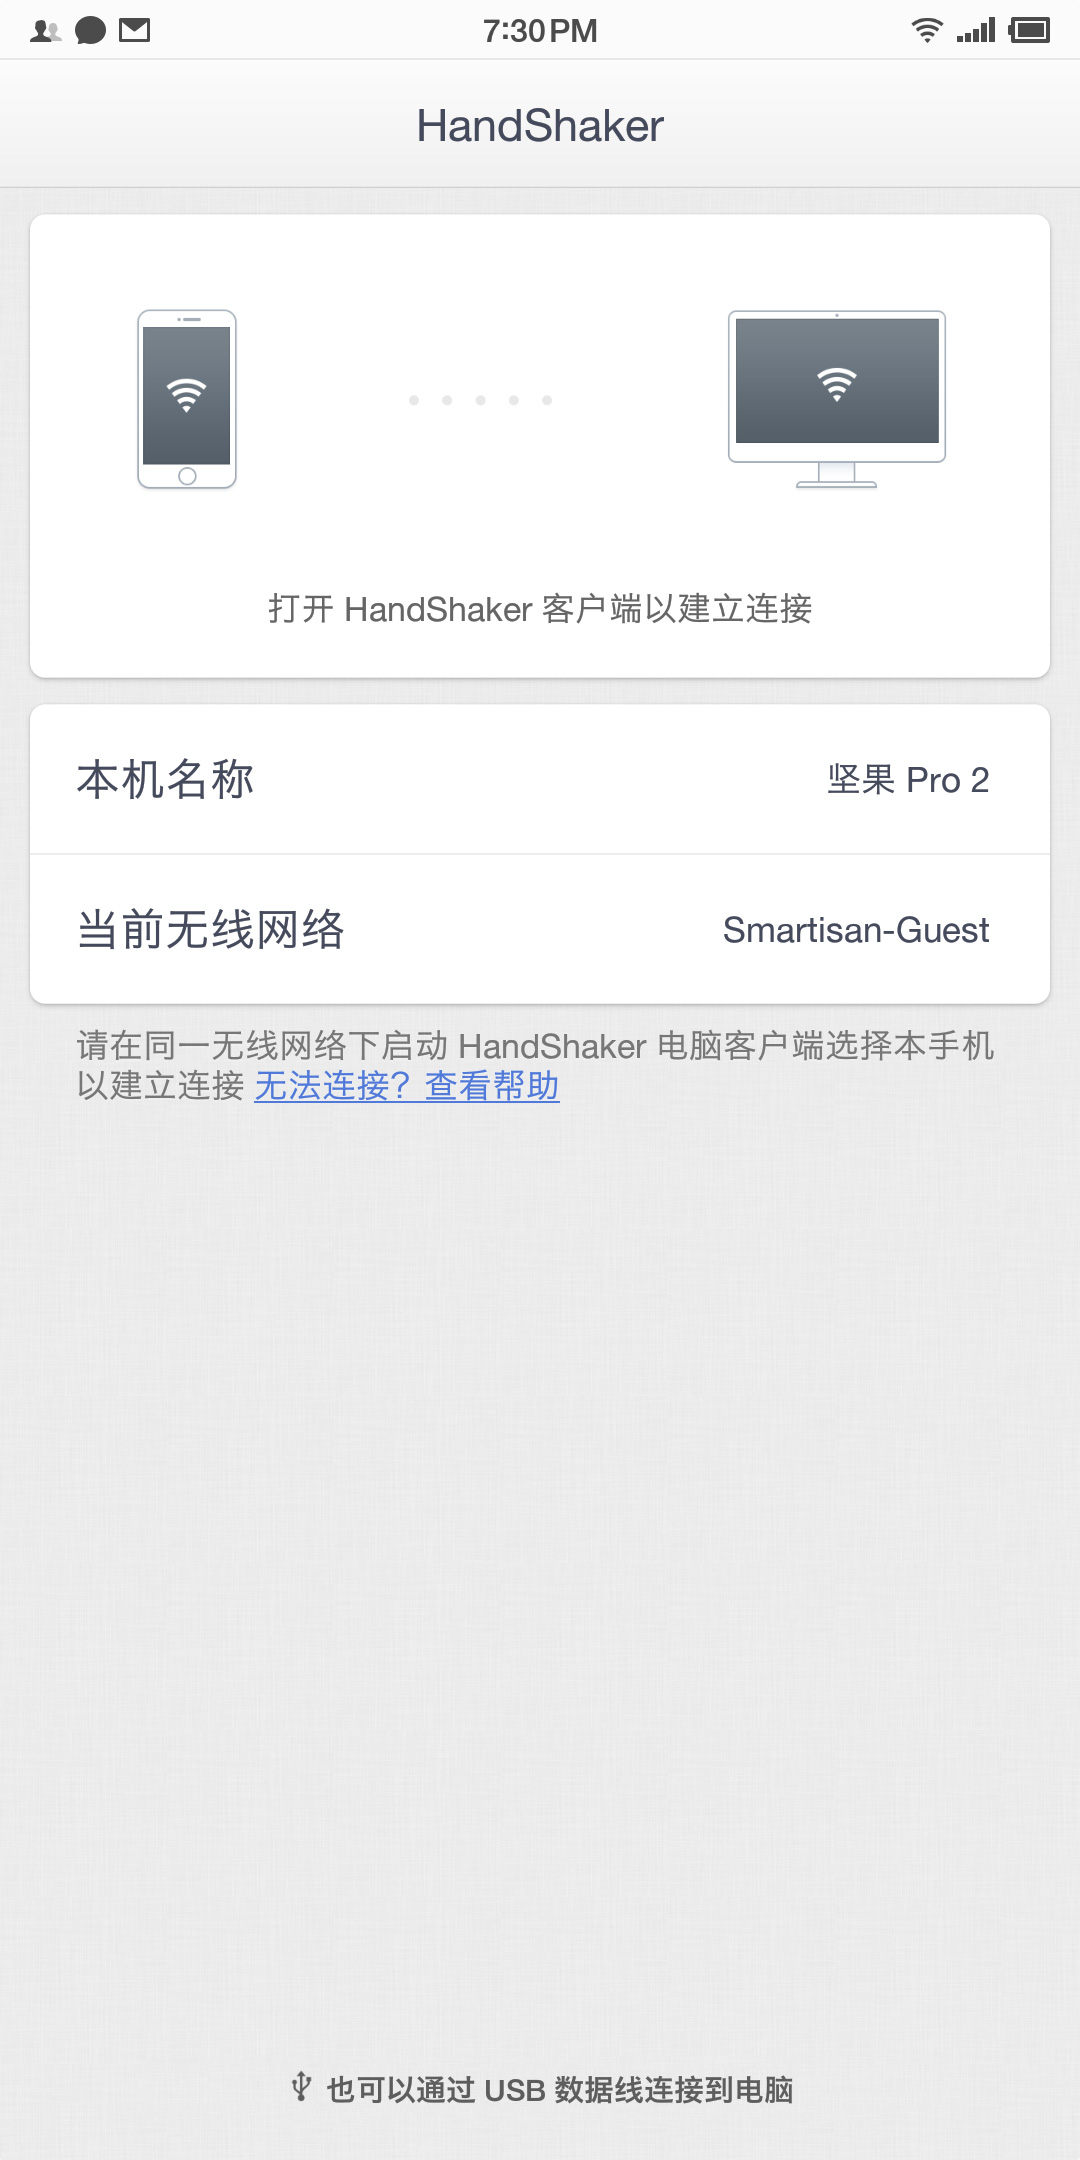 7:30 PM
HandShaker
打开 HandShaker 客户端以建立连接
本机名称
坚果 Pro 2
当前无线网络
Smartisan-Guest
请在同一无线网络下启动 HandShaker 电脑客户端选择本手机
以建立连接 无法连接？查看帮助
也可以通过 USB 数据线连接到电脑